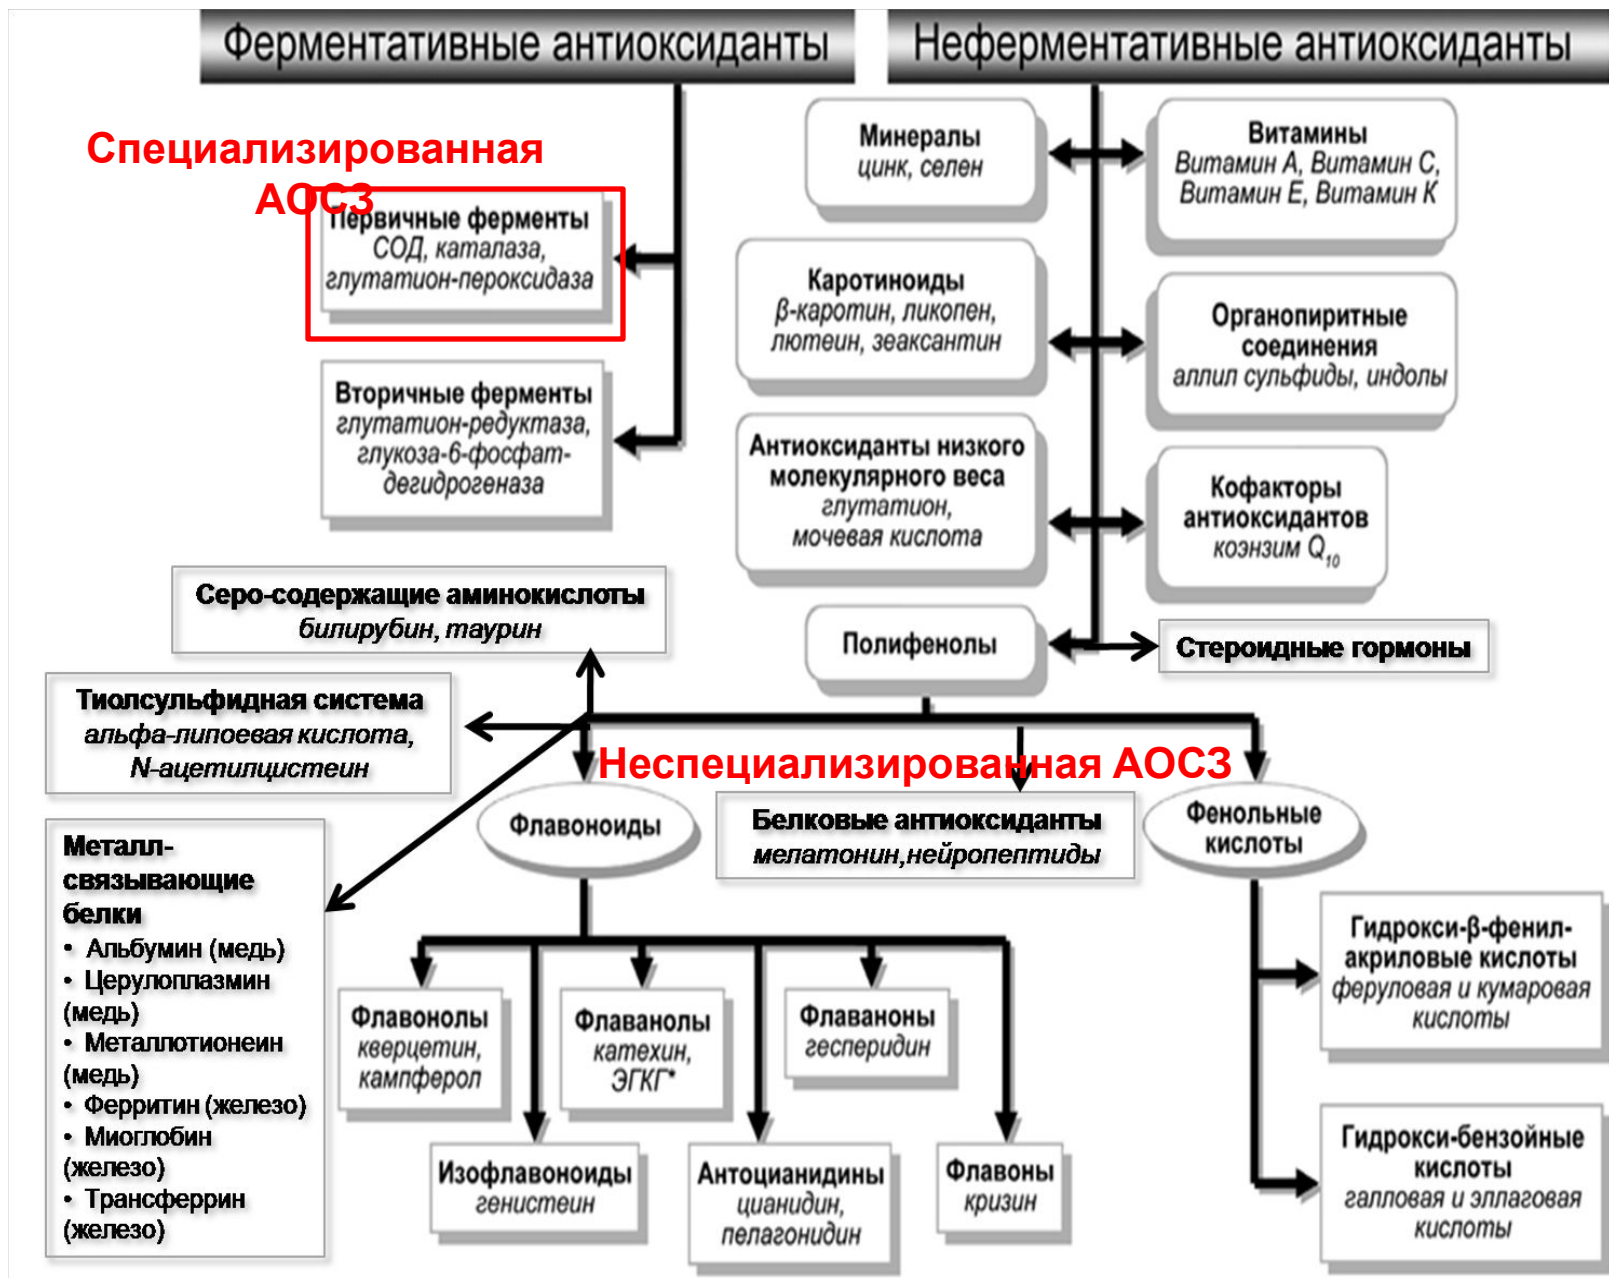 Ферментативные антиоксиданты
Неферментативные антиоксиданты
Специализированная
АОСЗ
Первичные ферменты
СОД, каталаза,
глутатион-пероксидаза
Вторичные ферменты
глутатион-редуктаза,
глукоза-6-фосфат-
дегидрогеназа
Минералы
цинк, селен
Витамины
Витамин А, Витамин С,
Витамин Е, Витамин К
Каротиноиды
β-каротин, ликопен,
лютеин, зеаксантин
Органопиритные
соединения
аллил сульфиды, индолы
Антиоксиданты низкого
молекулярного веса
глутатион,
мочевая кислота
Кофакторы
антиоксидантов
коэнзим Q10
Полифенолы
Стероидные гормоны
Серо-содержащие аминокислоты
билирубин, таурин
Тиолсульфидная система
альфа-липоевая кислота,
N-ацетилцистеин
Неспециализированная АОСЗ
Металл-
связывающие
белки
• Альбумин (медь)
• Церулоплазмин
(медь)
• Металлотионеин
(медь)
• Ферритин (железо)
• Миоглобин
(железо)
• Трансферрин
(железо)
Флавоноиды
Белковые антиоксиданты
мелатонин,нейропептиды
Фенольные
кислоты
Флавонолы
кверцетин,
кампферол
Флаванолы
катехин,
ЭГКГ*
Флаваноны
гесперидин
Изофлавоноиды
генистеин
Антоцианидины
цианидин,
пелагонидин
Флавоны
кризин
Гидрокси-β-фенил-
акриловые кислоты
феруловая и кумаровая
кислоты
Гидрокси-бензойные
кислоты
галловая и эллаговая
кислоты